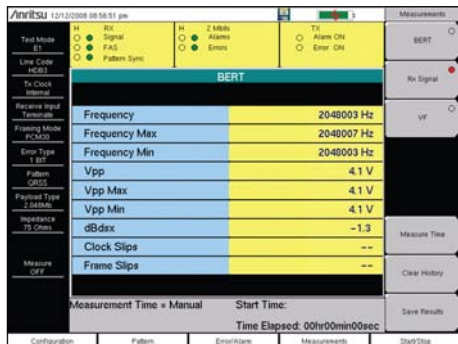 Anritsu 12/12/2008 08:56:51 pm
Measurements
Test Mode
E1
Line Code
HDB3
Tx Clock
Internal
Receive Input
Terminate
Framing Mode
PCM30
Error Type
1 BIT
Pattern
QRSS
Payload Type
2.048Mb
Impedance
75 Ohms
Measure
OFF
H RX
Signal
FAS
Pattern Sync
H 2 Mbits
Alarms
Errors
TX
Alarm ON
Error ON
BERT
Frequency 2048003 Hz
Frequency Max 2048007 Hz
Frequency Min 2048003 Hz
Vpp 4.1 V
Vpp Max 4.1 V
Vpp Min 4.1 V
dBdsx -1.3
Clock Slips --
Frame Slips --
Measurement Time = Manual Start Time:
Time Elapsed: 00hr00min00sec
BERT
Rx Signal
VF
Measure Time
Clear History
Save Results
Configuration Pattern Error/Alarm Measurements Start/Stop